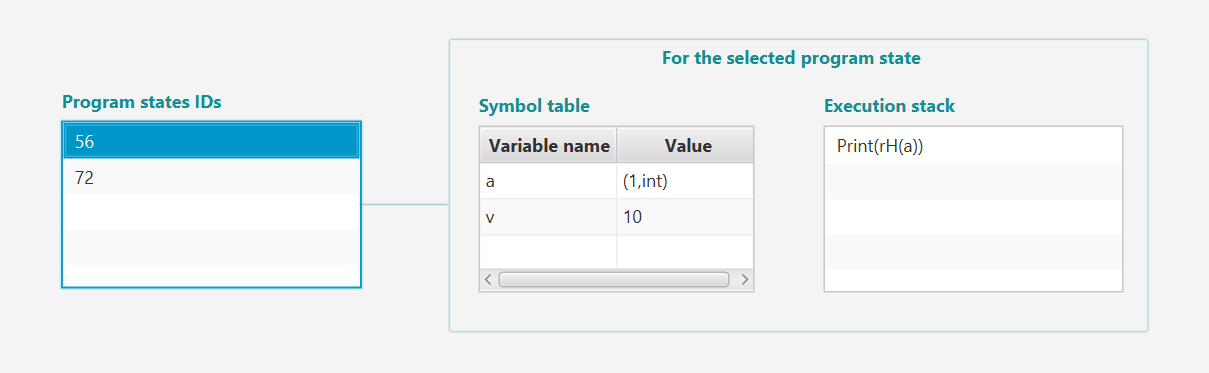 For the selected program state
Program states IDs
56
72
Symbol table
Variable name Value
a (1,int)
v 10
Execution stack
Print(rH(a))